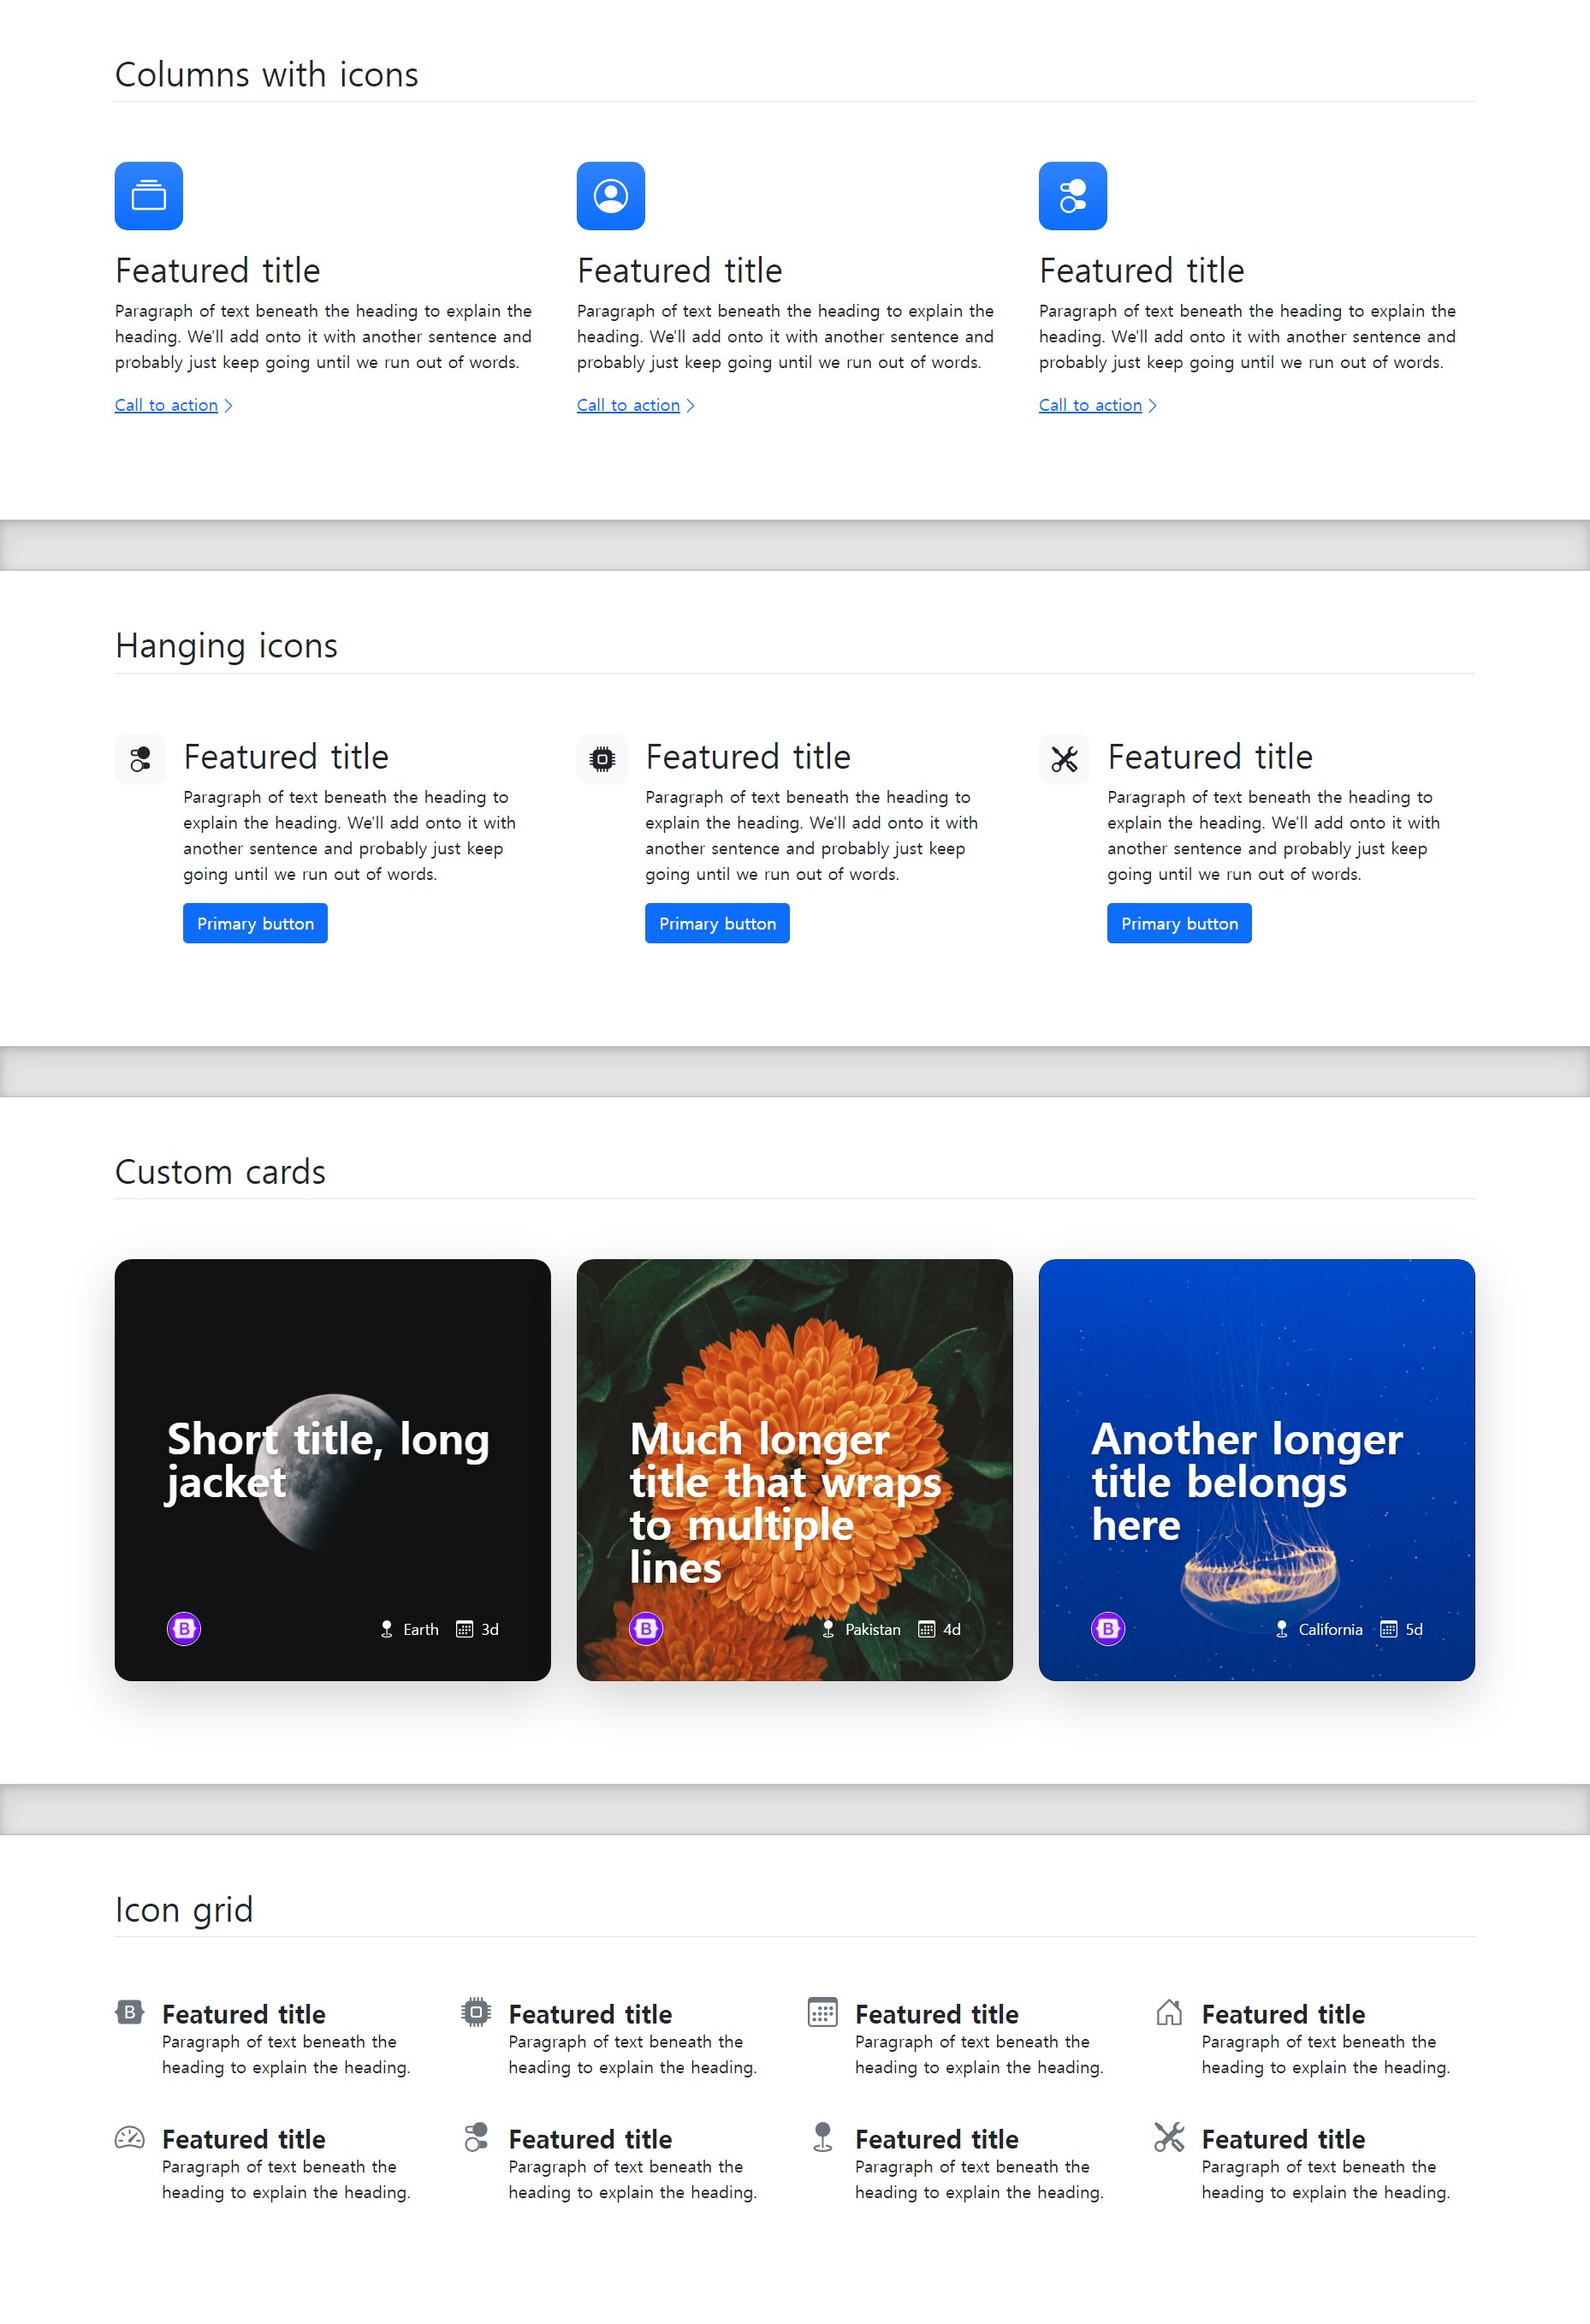 Columns with icons
Featured title
Paragraph of text beneath the heading to explain the
heading. We'll add onto it with another sentence and
probably just keep going until we run out of words.
Call to action
Featured title
Paragraph of text beneath the heading to explain the
heading. We'll add onto it with another sentence and
probably just keep going until we run out of words.
Call to action
Featured title
Paragraph of text beneath the heading to explain the
heading. We'll add onto it with another sentence and
probably just keep going until we run out of words.
Call to action
Hanging icons
Featured title
Paragraph of text beneath the heading to
explain the heading. We'll add onto it with
another sentence and probably just keep
going until we run out of words.
Primary button
Featured title
Paragraph of text beneath the heading to
explain the heading. We'll add onto it with
another sentence and probably just keep
going until we run out of words.
Primary button
Featured title
Paragraph of text beneath the heading to
explain the heading. We'll add onto it with
another sentence and probably just keep
going until we run out of words.
Primary button
Custom cards
Short title, long
jacket
B Earth 3d
Much longer
title that wraps
to multiple
lines
B Pakistan 4d
Another longer
title belongs
here
B California 5d
Icon grid
B
Featured title
Paragraph of text beneath the
heading to explain the heading.
Featured title
Paragraph of text beneath the
heading to explain the heading.
Featured title
Paragraph of text beneath the
heading to explain the heading.
Featured title
Paragraph of text beneath the
heading to explain the heading.
Featured title
Paragraph of text beneath the
heading to explain the heading.
Featured title
Paragraph of text beneath the
heading to explain the heading.
Featured title
Paragraph of text beneath the
heading to explain the heading.
Featured title
Paragraph of text beneath the
heading to explain the heading.